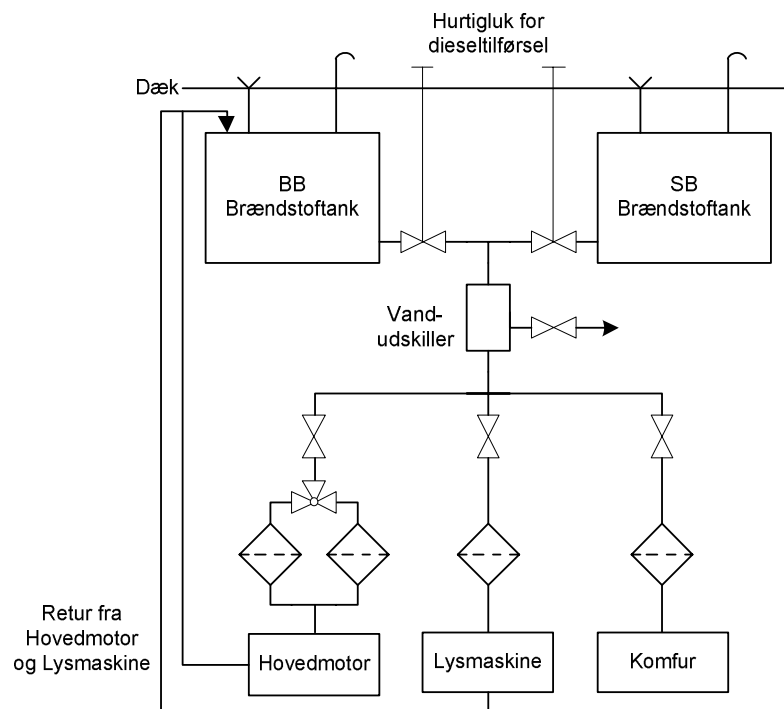 Hurtigluk for
dieseltilførsel
Dæk
BB
Brændstoftank
SB
Brændstoftank
Vand-
udskiller
Retur fra
Hovedmotor
og Lysmaskine
Hovedmotor
Lysmaskine
Komfur